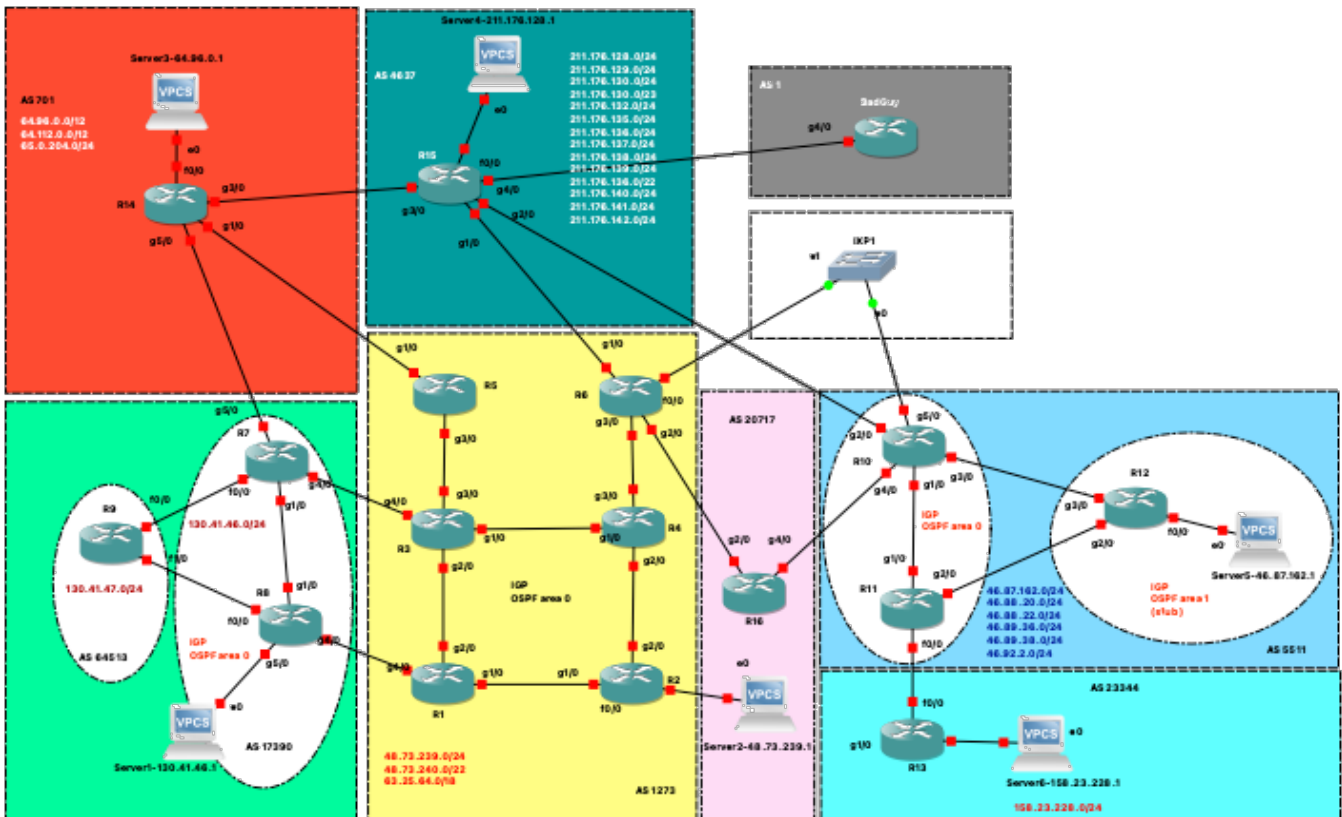 Server4-211.176.128.1
VPCS
AS 4637
e0
R15
f0/0
g4/0
g2/0
g3/0
g1/0
211.176.128.0/24
211.176.129.0/24
211.176.130.0/24
211.176.130.0/23
211.176.132.0/24
211.176.135.0/24
211.176.136.0/24
211.176.137.0/24
211.176.138.0/24
211.176.139.0/24
211.176.136.0/22
211.176.140.0/24
211.176.141.0/24
211.176.142.0/24
Server3-64.96.0.1
VPCS
AS 701
64.96.0.0/12
64.112.0.0/12
65.0.204.0/24
e0
f0/0
R14
g3/0
g1/0
g5/0
AS 1
BadGuy
g4/0
IXP1
e1
e0
g5/0
R7
f0/0
g4/0
g1/0
R9
f0/0
f1/0
130.41.46.0/24
130.41.47.0/24
AS 64513
g1/0
R8
f0/0
g5/0
IGP
OSPF area 0
e0
VPCS
AS 17390
Server1-130.41.46.1
g1/0
R5
g3/0
g1/0
R6
f0/0
g3/0
g2/0
g4/0
g3/0
R3
g1/0
g2/0
g3/0
R4
g1/0
g2/0
IGP
OSPF area 0
g2/0
g1/0
R1
g2/0
g1/0
R2
f0/0
48.73.239.0/24
48.73.240.0/22
63.25.64.0/18
AS 1273
AS 20717
g2/0
g4/0
R16
e0
VPCS
Server2-48.73.239.1
g5/0
g2/0
R10
g4/0
g1/0
g3/0
IGP
OSPF area 0
g1/0
g2/0
R11
f0/0
46.87.162.0/24
46.88.20.0/24
46.88.22.0/24
46.89.36.0/24
46.89.38.0/24
46.92.2.0/24
R12
g3/0
f0/0
g2/0
e0
VPCS
Server5-46.87.162.1
IGP
OSPF area 1
(stub)
AS 5511
AS 23344
f0/0
g1/0
R13
VPCS
e0
Server6-158.23.228.1
158.23.228.0/24